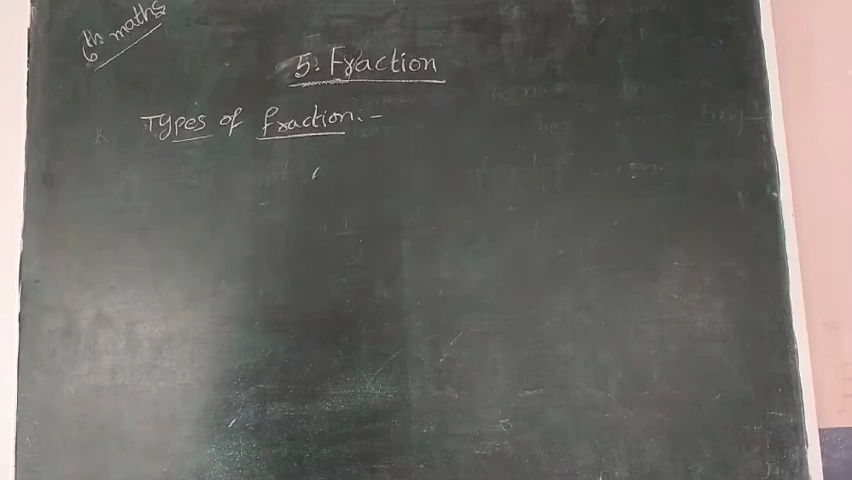 6th maths
5. Fraction
Types of fraction:-